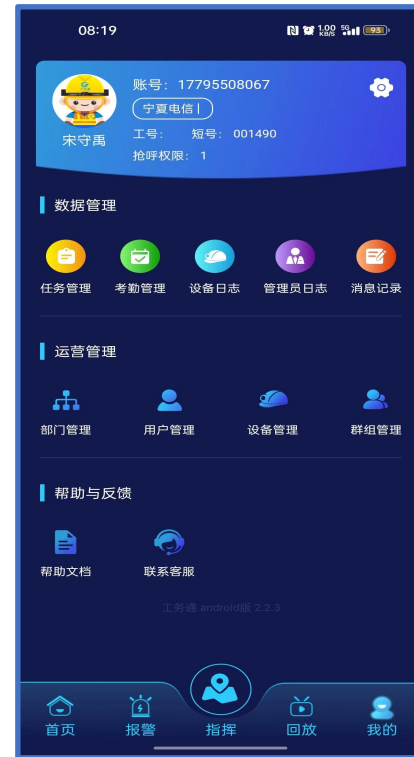 08:19 1.00 KB/S 5G 93
账号: 17795508067
宁夏电信
宋守禹
工号: 短号: 001490
抢呼权限: 1
数据管理
任务管理 考勤管理 设备日志 管理员日志 消息记录
运营管理
部门管理 用户管理 设备管理 群组管理
帮助与反馈
帮助文档 联系客服
工务通 android版 2.2.3
首页 报警 指挥 回放 我的